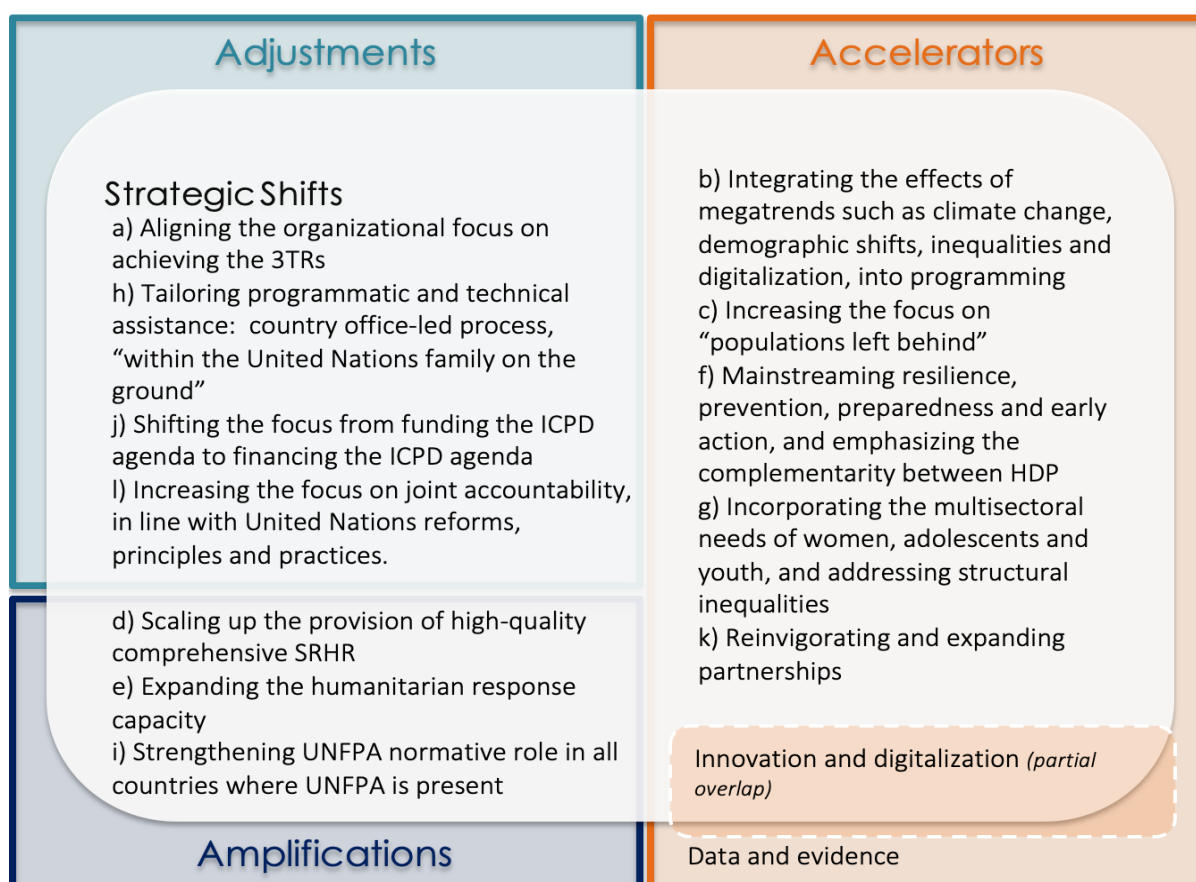 Adjustments
Strategic Shifts
a) Aligning the organizational focus on
achieving the 3TRs
h) Tailoring programmatic and technical
assistance:  country office-led process,
“within the United Nations family on the
ground”
j) Shifting the focus from funding the ICPD
agenda to financing the ICPD agenda
l) Increasing the focus on joint accountability,
in line with United Nations reforms,
principles and practices.
d) Scaling up the provision of high-quality
comprehensive SRHR
e) Expanding the humanitarian response
capacity
i) Strengthening UNFPA normative role in all
countries where UNFPA is present
Amplifications
Accelerators
b) Integrating the effects of
megatrends such as climate change,
demographic shifts, inequalities and
digitalization, into programming
c) Increasing the focus on
“populations left behind”
f) Mainstreaming resilience,
prevention, preparedness and early
action, and emphasizing the
complementarity between HDP
g) Incorporating the multisectoral
needs of women, adolescents and
youth, and addressing structural
inequalities
k) Reinvigorating and expanding
partnerships
Innovation and digitalization (partial
overlap)
Data and evidence